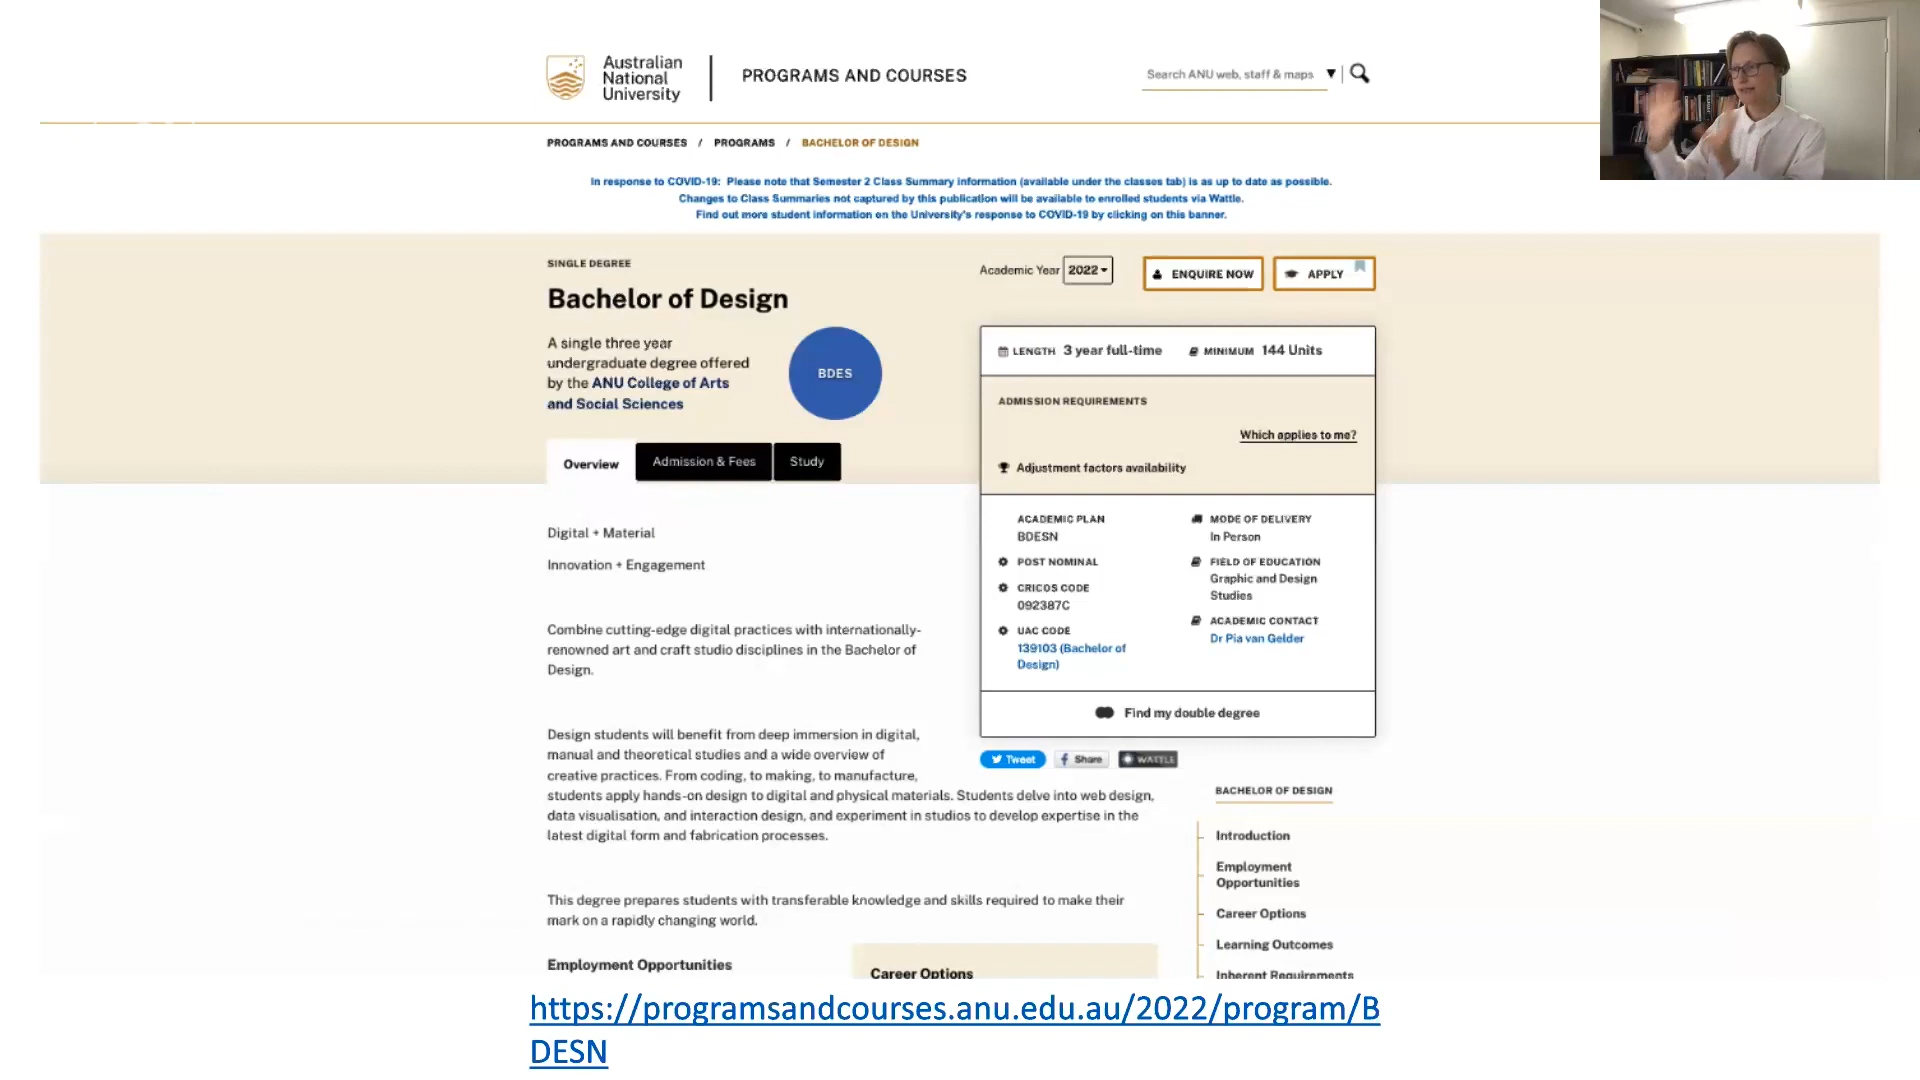 Australian
National
University
PROGRAMS AND COURSES
Search ANU web, staff & maps
PROGRAMS AND COURSES / PROGRAMS / BACHELOR OF DESIGN
In response to COVID-19: Please note that Semester 2 Class Summary information (available under the classes tab) is as up to date as possible.
Changes to Class Summaries not captured by this publication will be available to enrolled students via Wattle.
Find out more student information on the University's response to COVID-19 by clicking on this banner.
SINGLE DEGREE
Bachelor of Design
Academic Year 2022
ENQUIRE NOW
APPLY
A single three year
undergraduate degree offered
by the ANU College of Arts
and Social Sciences
BDES
Overview
Admission & Fees
Study
LENGTH 3 year full-time
MINIMUM 144 Units
ADMISSION REQUIREMENTS
Which applies to me?
Adjustment factors availability
ACADEMIC PLAN
BDESN
POST NOMINAL
CRICOS CODE
092387C
UAC CODE
139103 (Bachelor of
Design)
MODE OF DELIVERY
In Person
FIELD OF EDUCATION
Graphic and Design
Studies
ACADEMIC CONTACT
Dr Pia van Gelder
Find my double degree
Tweet
Share
WATTLE
Digital + Material
Innovation + Engagement
Combine cutting-edge digital practices with internationally-
renowned art and craft studio disciplines in the Bachelor of
Design.
Design students will benefit from deep immersion in digital,
manual and theoretical studies and a wide overview of
creative practices. From coding, to making, to manufacture,
students apply hands-on design to digital and physical materials. Students delve into web design,
data visualisation, and interaction design, and experiment in studios to develop expertise in the
latest digital form and fabrication processes.
This degree prepares students with transferable knowledge and skills required to make their
mark on a rapidly changing world.
Employment Opportunities
Career Options
BACHELOR OF DESIGN
Introduction
Employment
Opportunities
Career Options
Learning Outcomes
Inherent Requirements
https://programsandcourses.anu.edu.au/2022/program/B
DESN